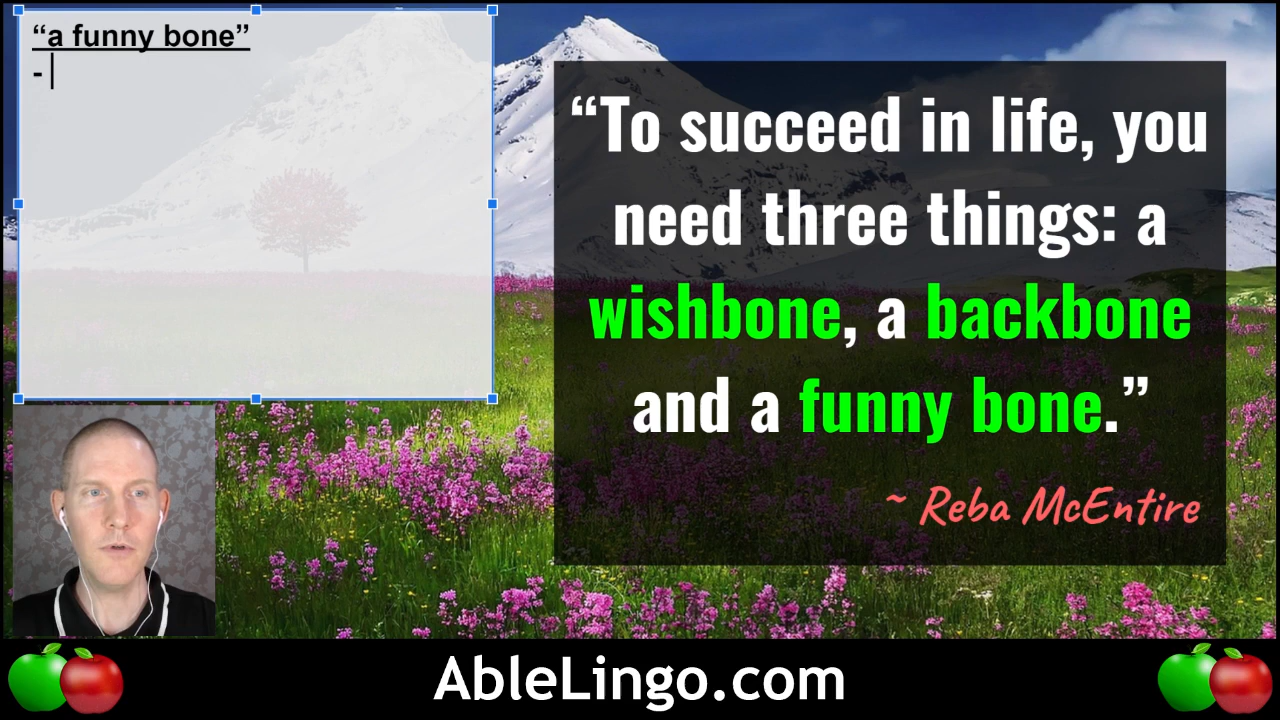 “a funny bone”
-
“To succeed in life, you
need three things: a
wishbone, a backbone
and a funny bone.”
~ Reba McEntire
AbleLingo.com